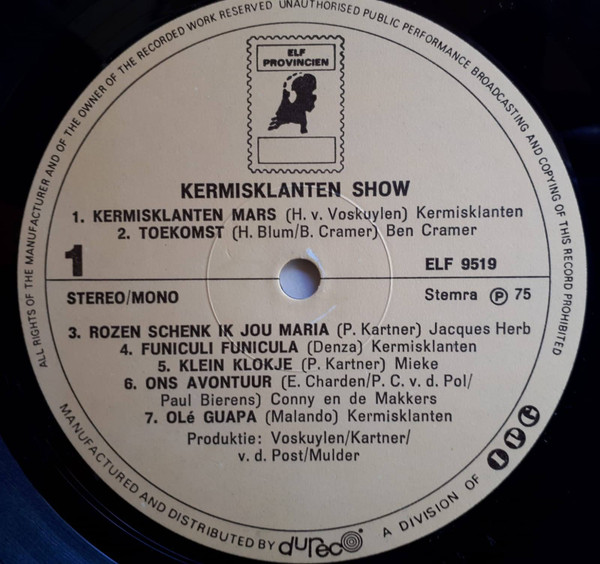 ALL RIGHTS OF THE MANUFACTURER AND OF THE OWNER OF THE RECORDED WORK RESERVED UNAUTHORISED PUBLIC PERFORMANCE BROADCASTING AND COPYING OF THIS RECORD PROHIBITED
ELF
PROVINCIEN
KERMISKLANTEN SHOW
1. KERMISKLANTEN MARS (H. v. Voskuylen) Kermisklanten
2. TOEKOMST (H. Blum/B. Cramer) Ben Cramer
1
ELF 9519
STEREO/MONO
Stemra Ⓟ 75
3. ROZEN SCHENK IK JOU MARIA (P. Kartner) Jacques Herb
4. FUNICULI FUNICULA (Denza) Kermisklanten
5. KLEIN KLOKJE (P. Kartner) Mieke
6. ONS AVONTUUR (E. Charden/P. C. v. d. Pol/
Paul Bierens) Conny en de Makkers
7. OLé GUAPA (Malando) Kermisklanten
Produktie: Voskuylen/Kartner/
v. d. Post/Mulder
MANUFACTURED AND DISTRIBUTED BY dureco A DIVISION OF